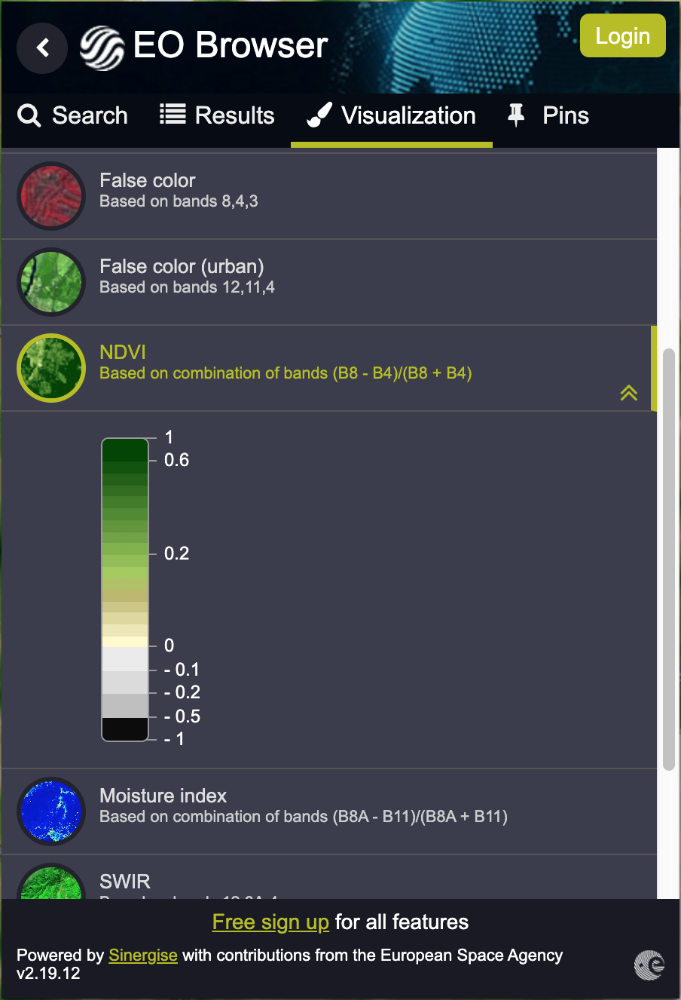 EO Browser
Login
Search
Results
Visualization
Pins
False color
Based on bands 8,4,3
False color (urban)
Based on bands 12,11,4
NDVI
Based on combination of bands (B8 - B4)/(B8 + B4)
1
0.6
0.2
0
- 0.1
- 0.2
- 0.5
- 1
Moisture index
Based on combination of bands (B8A - B11)/(B8A + B11)
SWIR
Free sign up for all features
Powered by Sinergise with contributions from the European Space Agency
v2.19.12